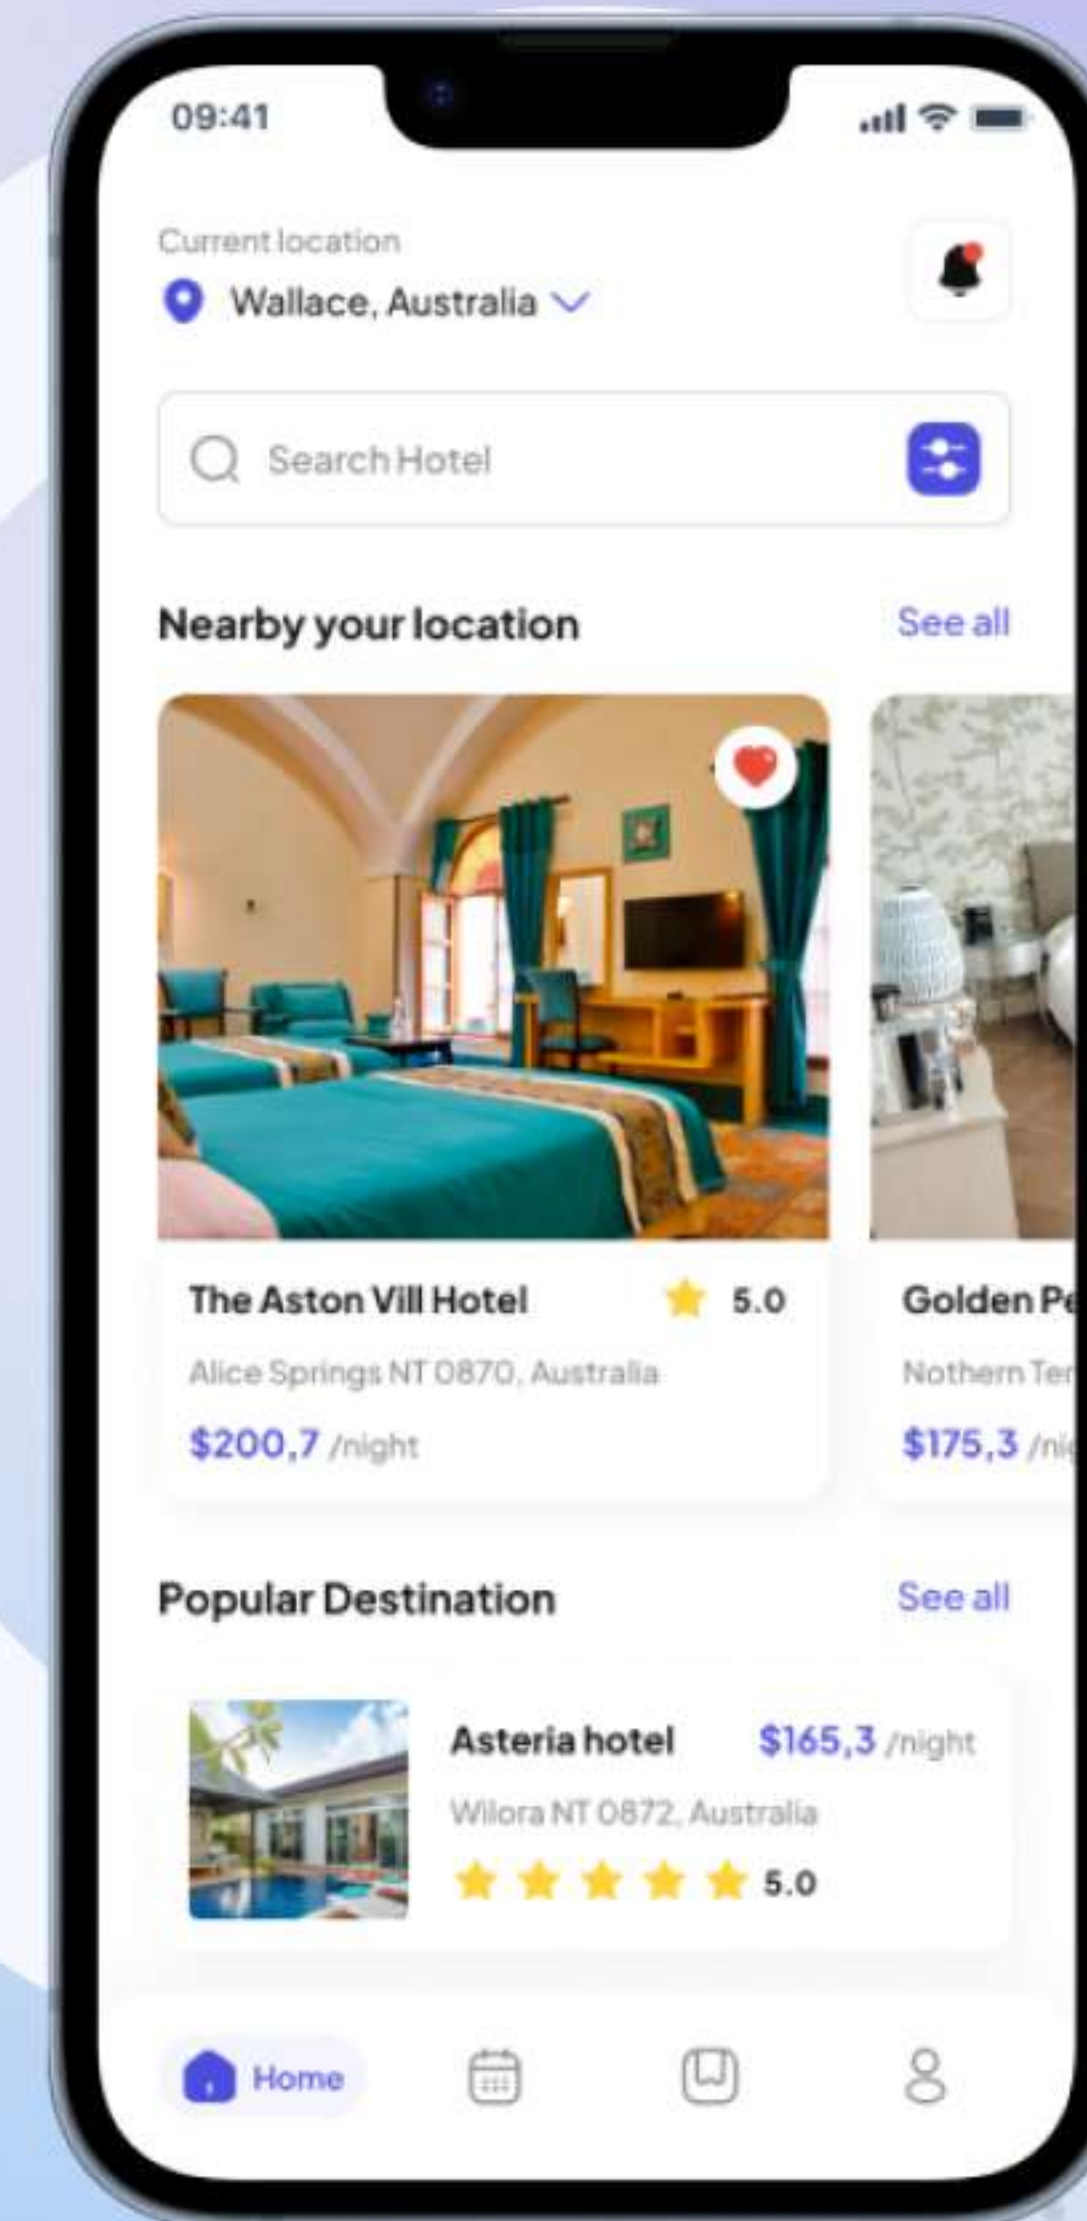 09:41
Current location
Wallace, Australia
Search Hotel
Nearby your location See all
The Aston Vill Hotel 5.0
Alice Springs NT 0870, Australia
$200,7 /night
Golden
Nothern
$175,3
Popular Destination See all
Asteria hotel $165,3 /night
Wilora NT 0872, Australia
5.0
Home